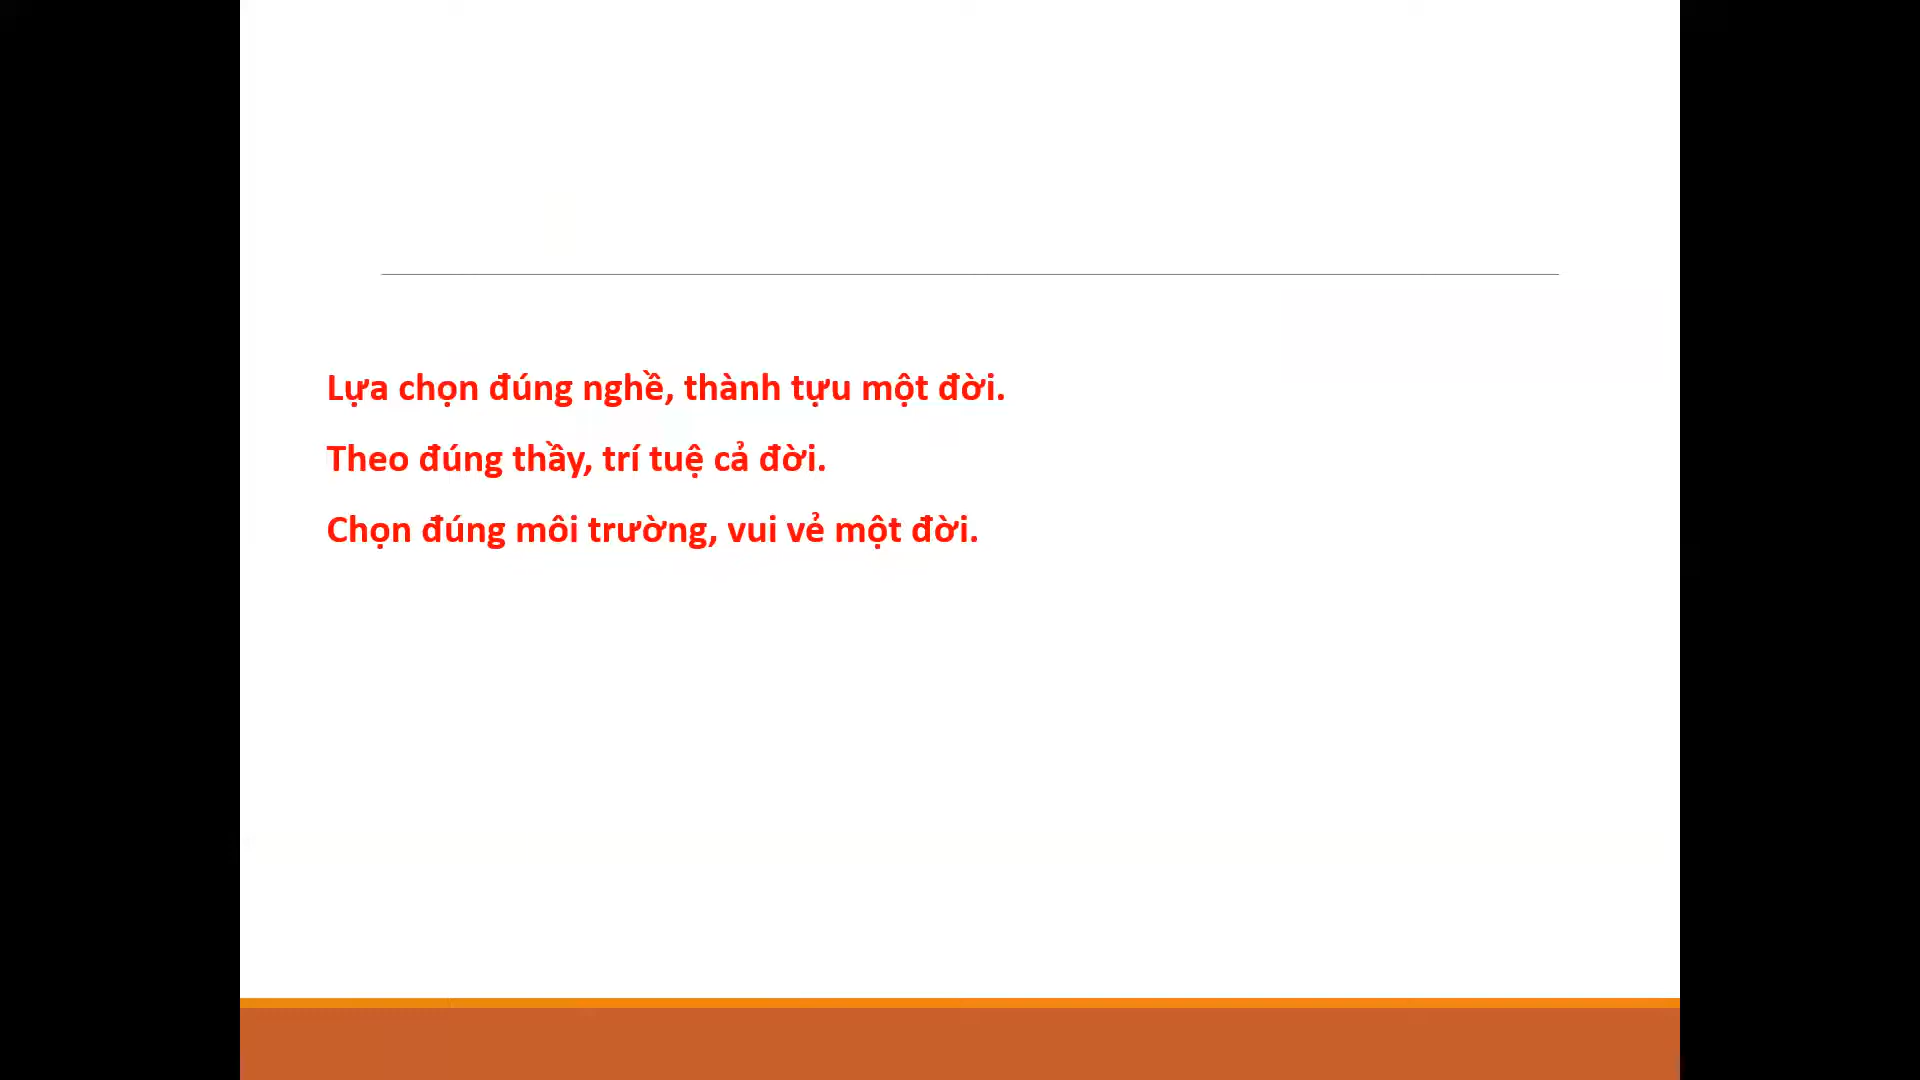 Lựa chọn đúng nghề, thành tựu một đời.
Theo đúng thầy, trí tuệ cả đời.
Chọn đúng môi trường, vui vẻ một đời.